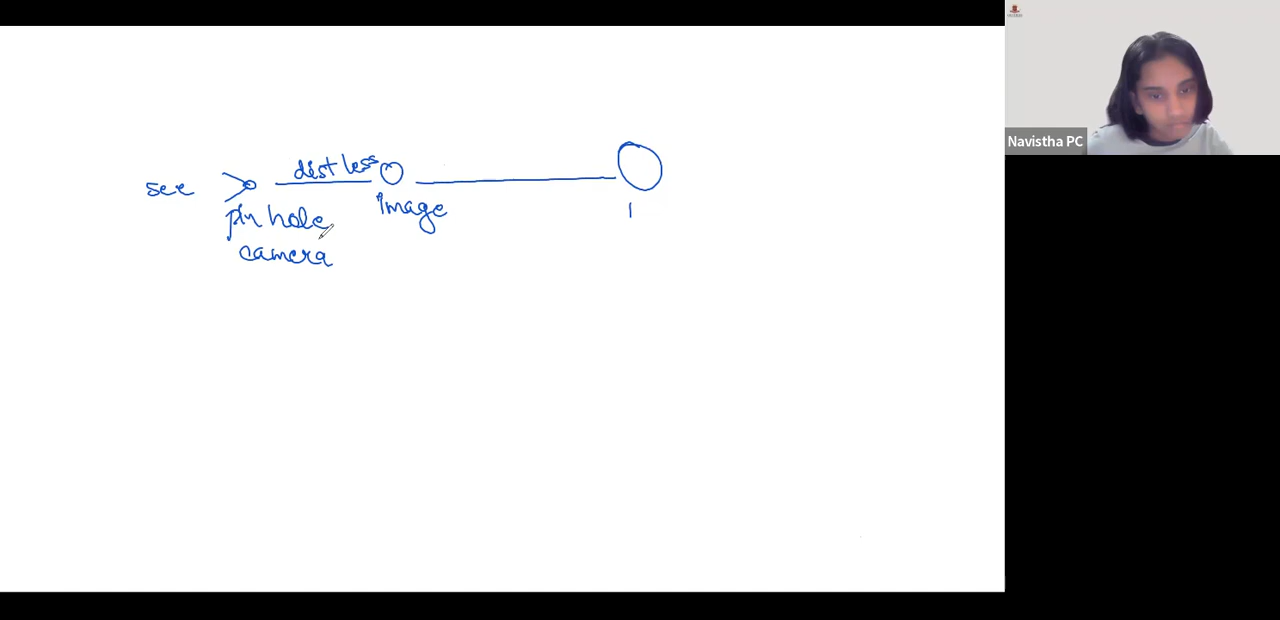 dist less
see
pin hole
Image
camera
Navistha PC